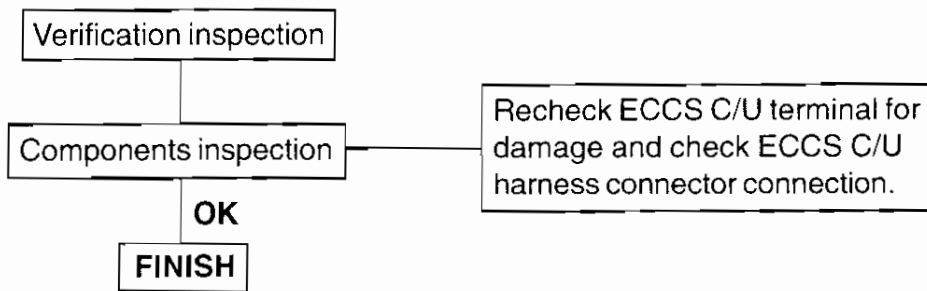 Verification inspection
Components inspection
Recheck ECCS C/U terminal for
damage and check ECCS C/U
harness connector connection.
OK
FINISH